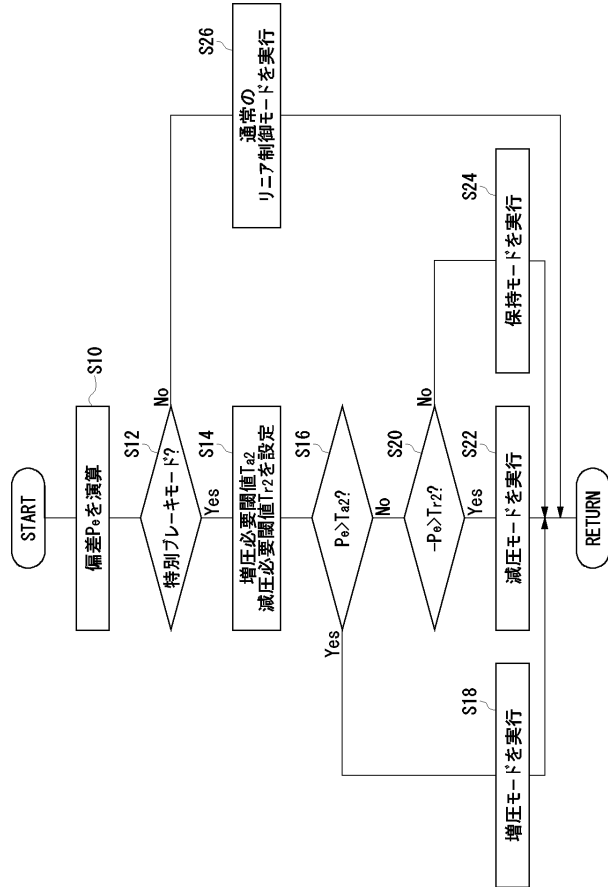 START
偏差Peを演算
S10
特別ブレーキモード?
S12
No
Yes
増圧必要閾値Ta2
減圧必要閾値Tr2を設定
S14
Pe>Ta2?
S16
Yes
No
-Pe>Tr2?
S20
No
Yes
増圧モードを実行
S18
減圧モードを実行
S22
保持モードを実行
S24
通常の
リニア制御モードを実行
S26
RETURN